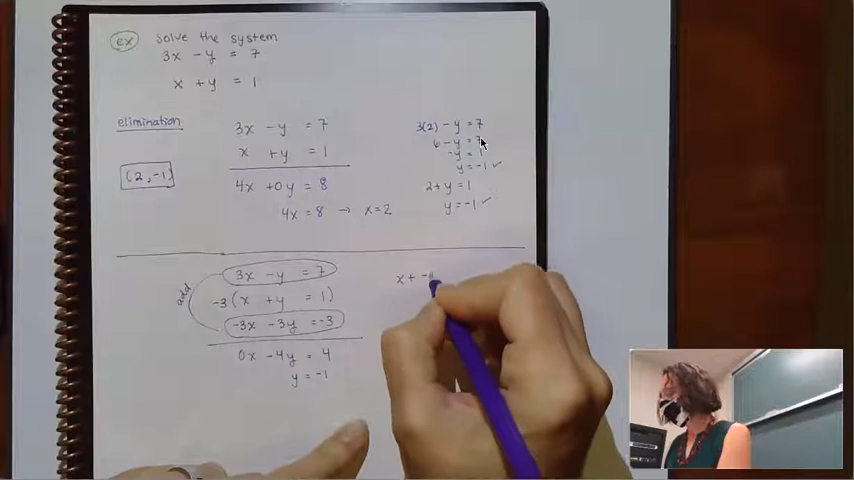 ex solve the system
3x - y = 7
x + y = 1
elimination
(2, -1)
3x - y = 7
x + y = 1
4x + 0y = 8
4x = 8 → x = 2
3(2) - y = 7
6 - y = 7
-y = 1
y = -1 ✓
2 + y = 1
y = -1 ✓
add
3x - y = 7
-3(x + y = 1)
-3x - 3y = -3
0x - 4y = 4
y = -1
x + -1